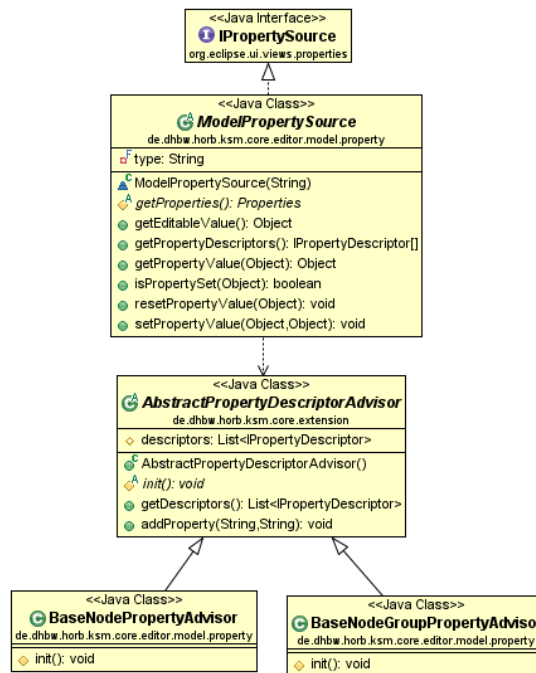 <<Java Interface>>
IPropertySource
org.eclipse.ui.views.properties
<<Java Class>>
ModelPropertySource
de.dhbw.horb.ksm.core.editor.model.property
type: String
ModelPropertySource(String)
getProperties(): Properties
getEditableValue(): Object
getPropertyDescriptors(): IPropertyDescriptor[]
getPropertyValue(Object): Object
isPropertySet(Object): boolean
resetPropertyValue(Object): void
setPropertyValue(Object,Object): void
<<Java Class>>
AbstractPropertyDescriptorAdvisor
de.dhbw.horb.ksm.core.extension
descriptors: List<IPropertyDescriptor>
AbstractPropertyDescriptorAdvisor()
init(): void
getDescriptors(): List<IPropertyDescriptor>
addProperty(String,String): void
<<Java Class>>
BaseNodePropertyAdvisor
de.dhbw.horb.ksm.core.editor.model.property
init(): void
<<Java Class>>
BaseNodeGroupPropertyAdviso
de.dhbw.horb.ksm.core.editor.model.property
init(): void